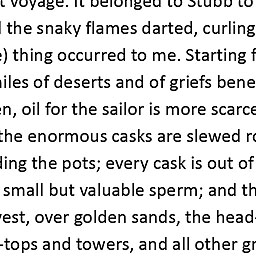 t voyage. It belonged to Stubb to
the snaky flames darted, curling
) thing occurred to me. Starting f
iles of deserts and of griefs bene
n, oil for the sailor is more scarce
the enormous casks are slewed r
ding the pots; every cask is out of
small but valuable sperm; and th
vest, over golden sands, the head-
-tops and towers, and all other gr